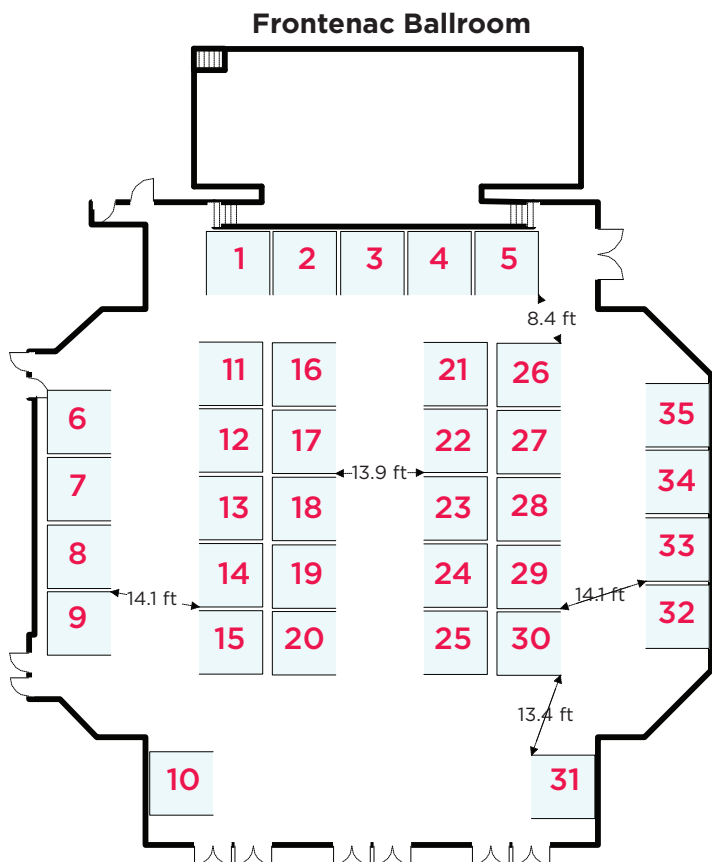 Frontenac Ballroom
1 2 3 4 5
8.4 ft
11 16 21 26
6 35
12 17 22 27
13.9 ft
7 34
13 18 23 28
8 33
14 19 24 29
14.1 ft 14.1 ft
9 32
15 20 25 30
13.4 ft
10 31